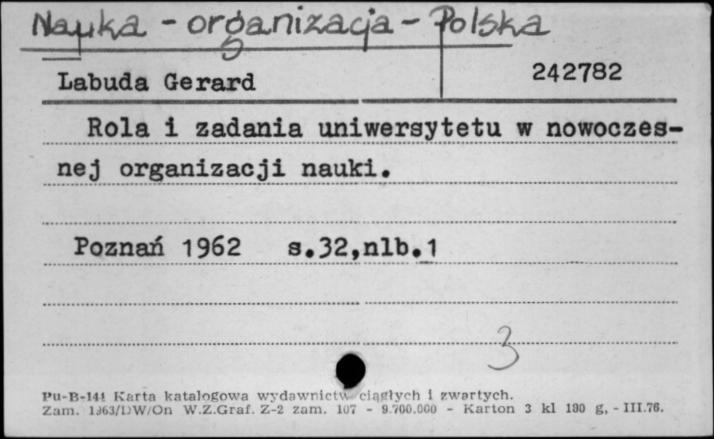 Nauka - organizacja - Polska
Labuda Gerard
242782
Rola i zadania uniwersytetu w nowoczes-
nej organizacji nauki.
Poznań 1962 s.32,nlb.1
3
Pu-B-141 Karta katalogowa wydawnictw ciągłych i zwartych.
Zam. 1363/DW/On W.Z.Graf. Z-2 zam. 107 - 9.700.000 - Karton 3 kl 190 g, - III.76.